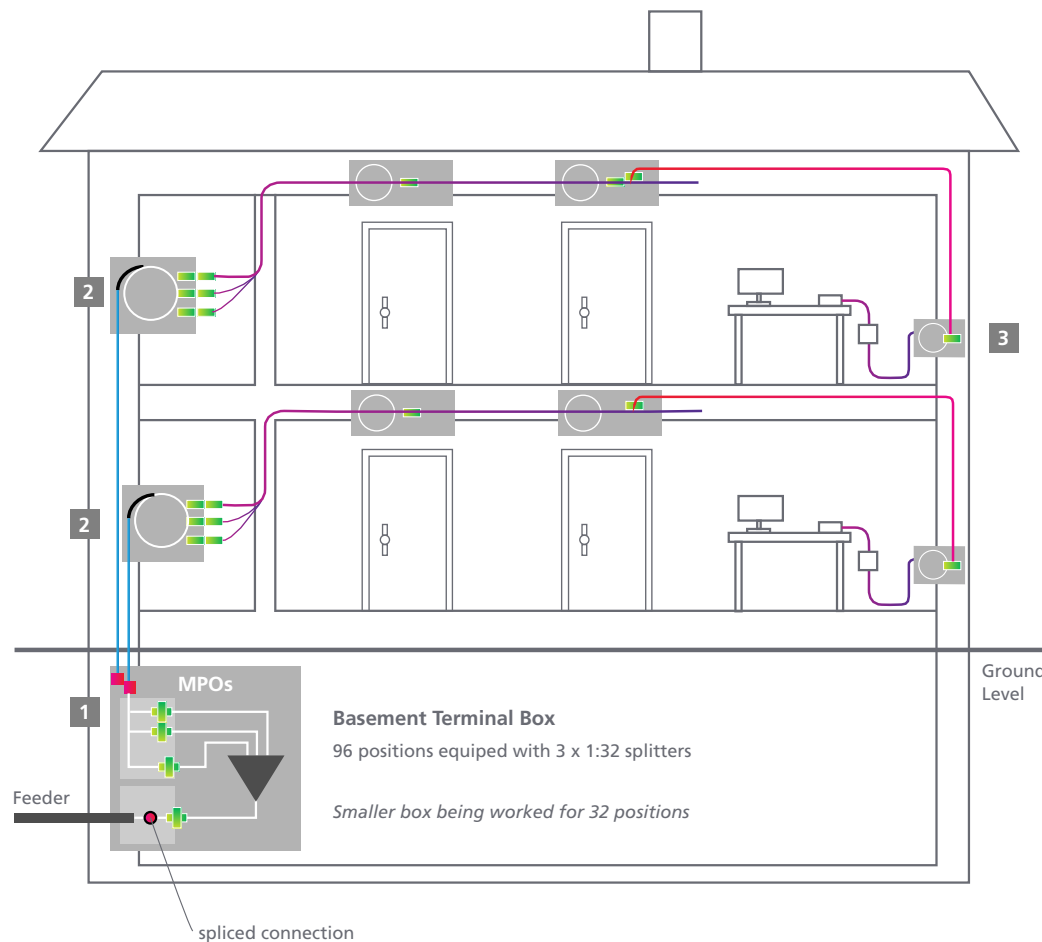 2
3
2
Ground
Level
MPOs
1
Basement Terminal Box
96 positions equiped with 3 x 1:32 splitters
Feeder
Smaller box being worked for 32 positions
spliced connection